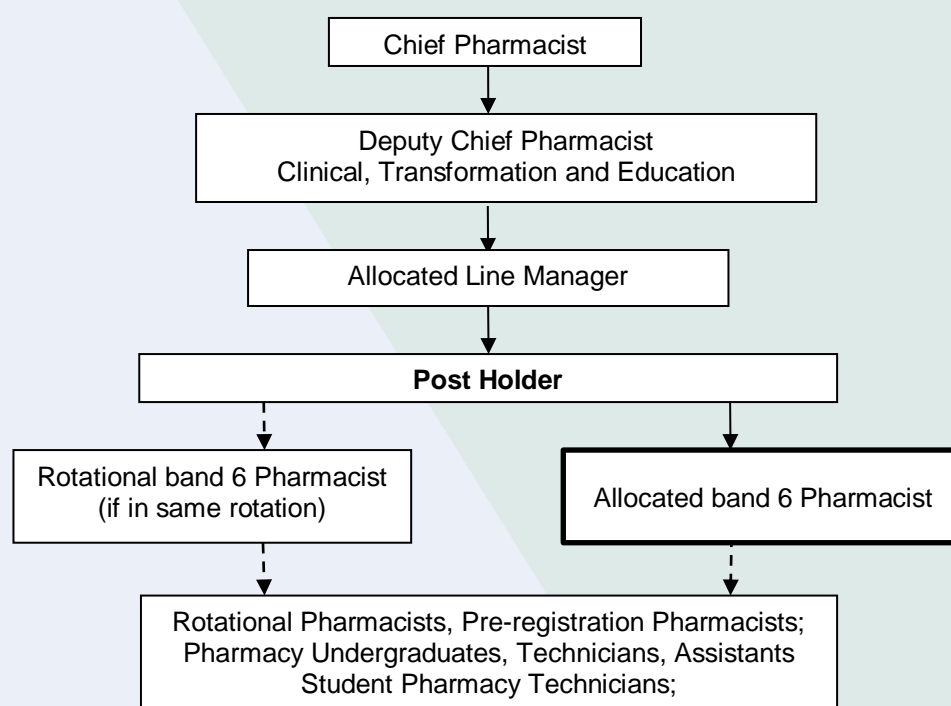 Chief Pharmacist
Deputy Chief Pharmacist
Clinical, Transformation and Education
Allocated Line Manager
Post Holder
Rotational band 6 Pharmacist
(if in same rotation)
Allocated band 6 Pharmacist
Rotational Pharmacists, Pre-registration Pharmacists;
Pharmacy Undergraduates, Technicians, Assistants
Student Pharmacy Technicians;